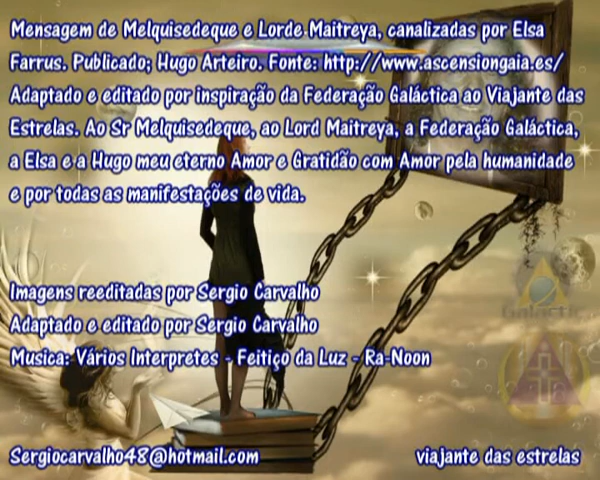 Mensagem de Melquisedeque e Lorde Maitreya, canalizadas por Elsa
Farrus. Publicado; Hugo Arteiro. Fonte: http://www.ascensiongaia.es/
Adaptado e editado por inspiração da Federação Galáctica ao Viajante das
Estrelas. Ao Sr Melquisedeque, ao Lord Maitreya, a Federação Galáctica,
a Elsa e a Hugo meu eterno Amor e Gratidão com Amor pela humanidade
e por todas as manifestações de vida.
Imagens reeditadas por Sergio Carvalho
Adaptado e editado por Sergio Carvalho
Musica: Vários Interpretes - Feitiço da Luz - Ra-Noon
Galactic
Sergiocarvalho48@hotmail.com
viajante das estrelas